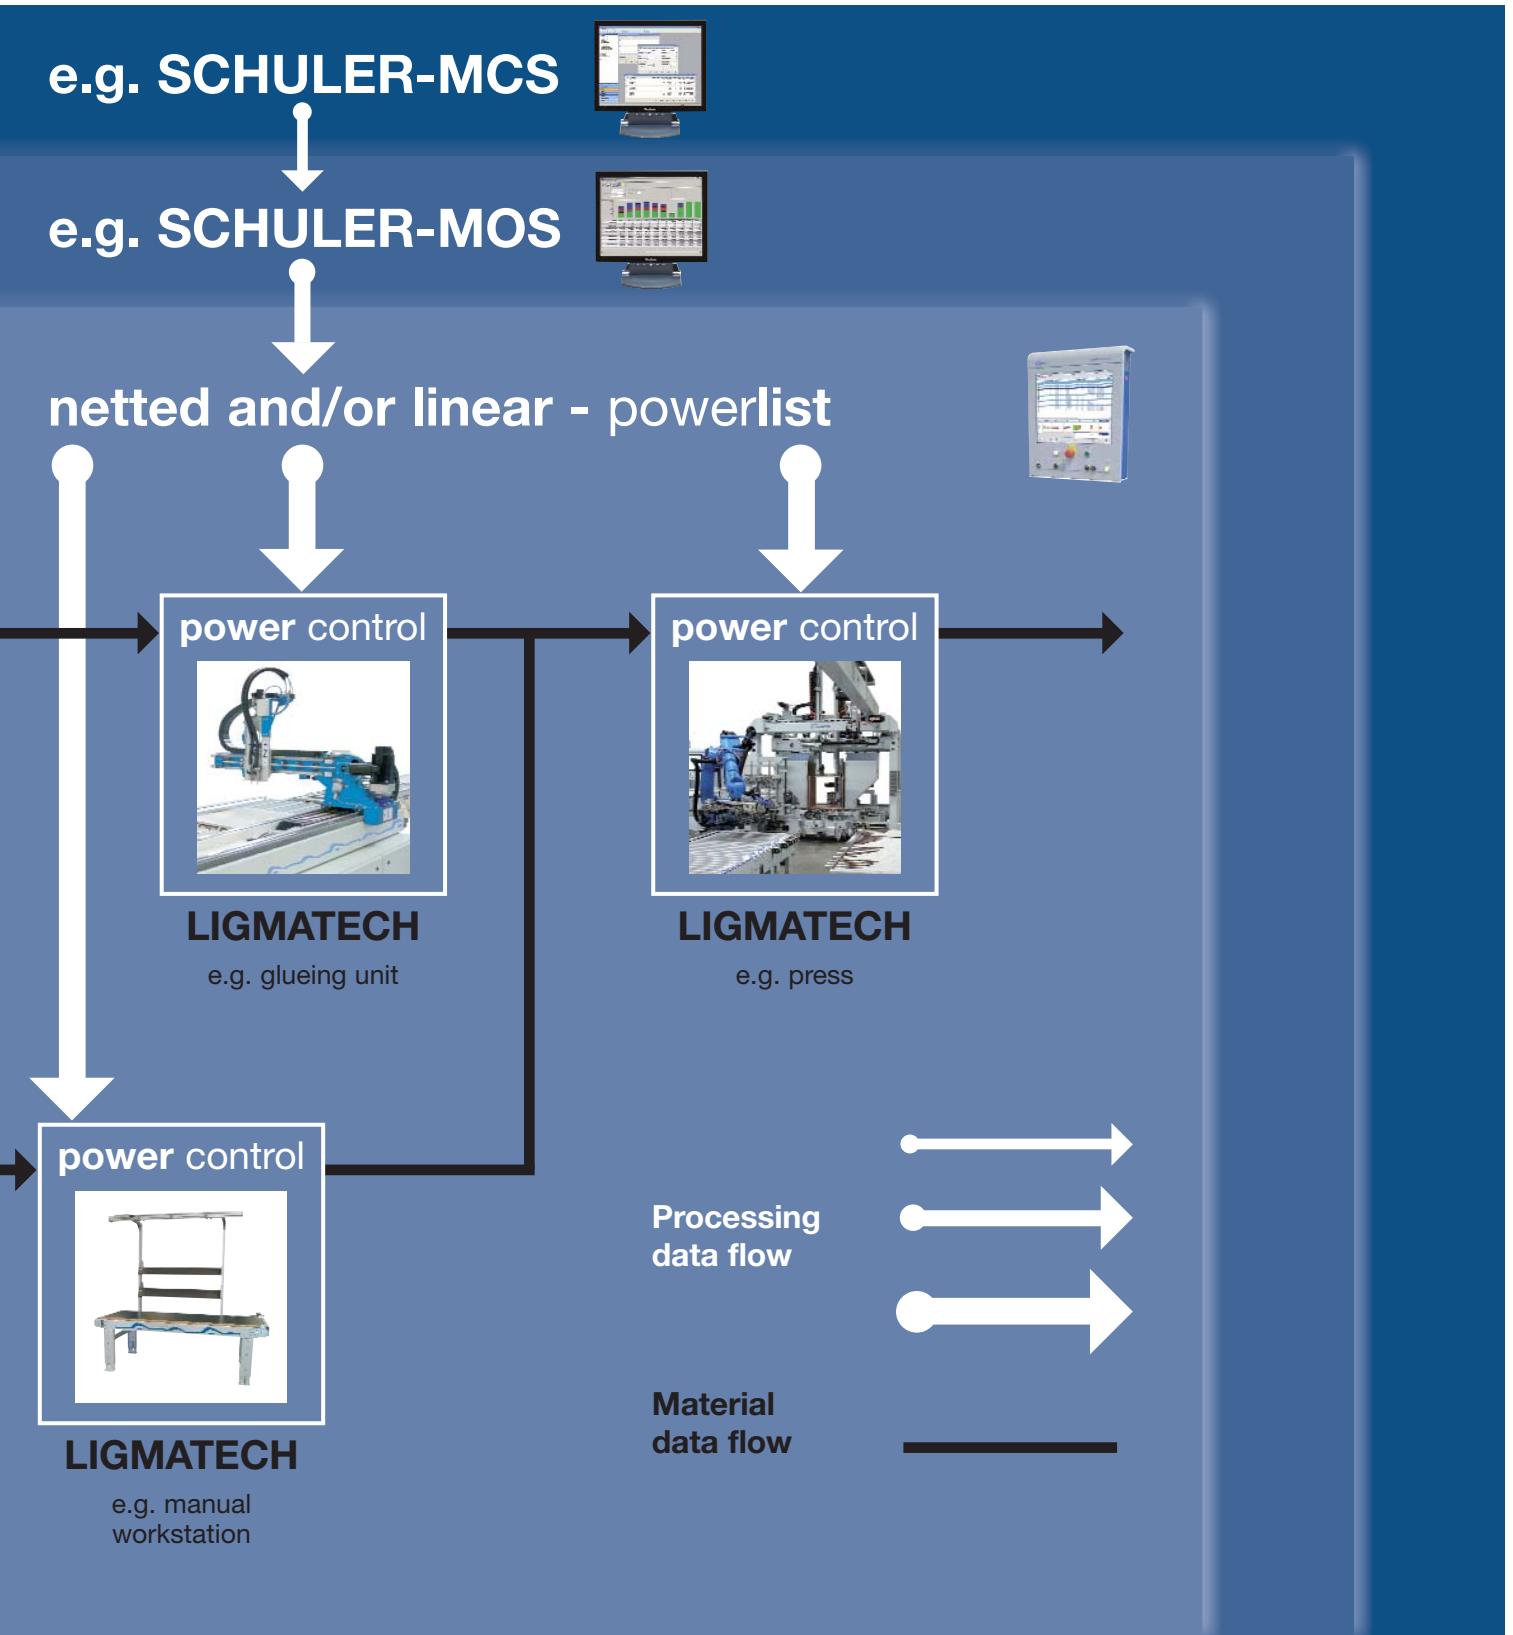 e.g. SCHULER-MCS
e.g. SCHULER-MOS
netted and/or linear - powerlist
power control
power control
LIGMATECH
e.g. glueing unit
LIGMATECH
e.g. press
power control
LIGMATECH
e.g. manual
workstation
Processing
data flow
Material
data flow